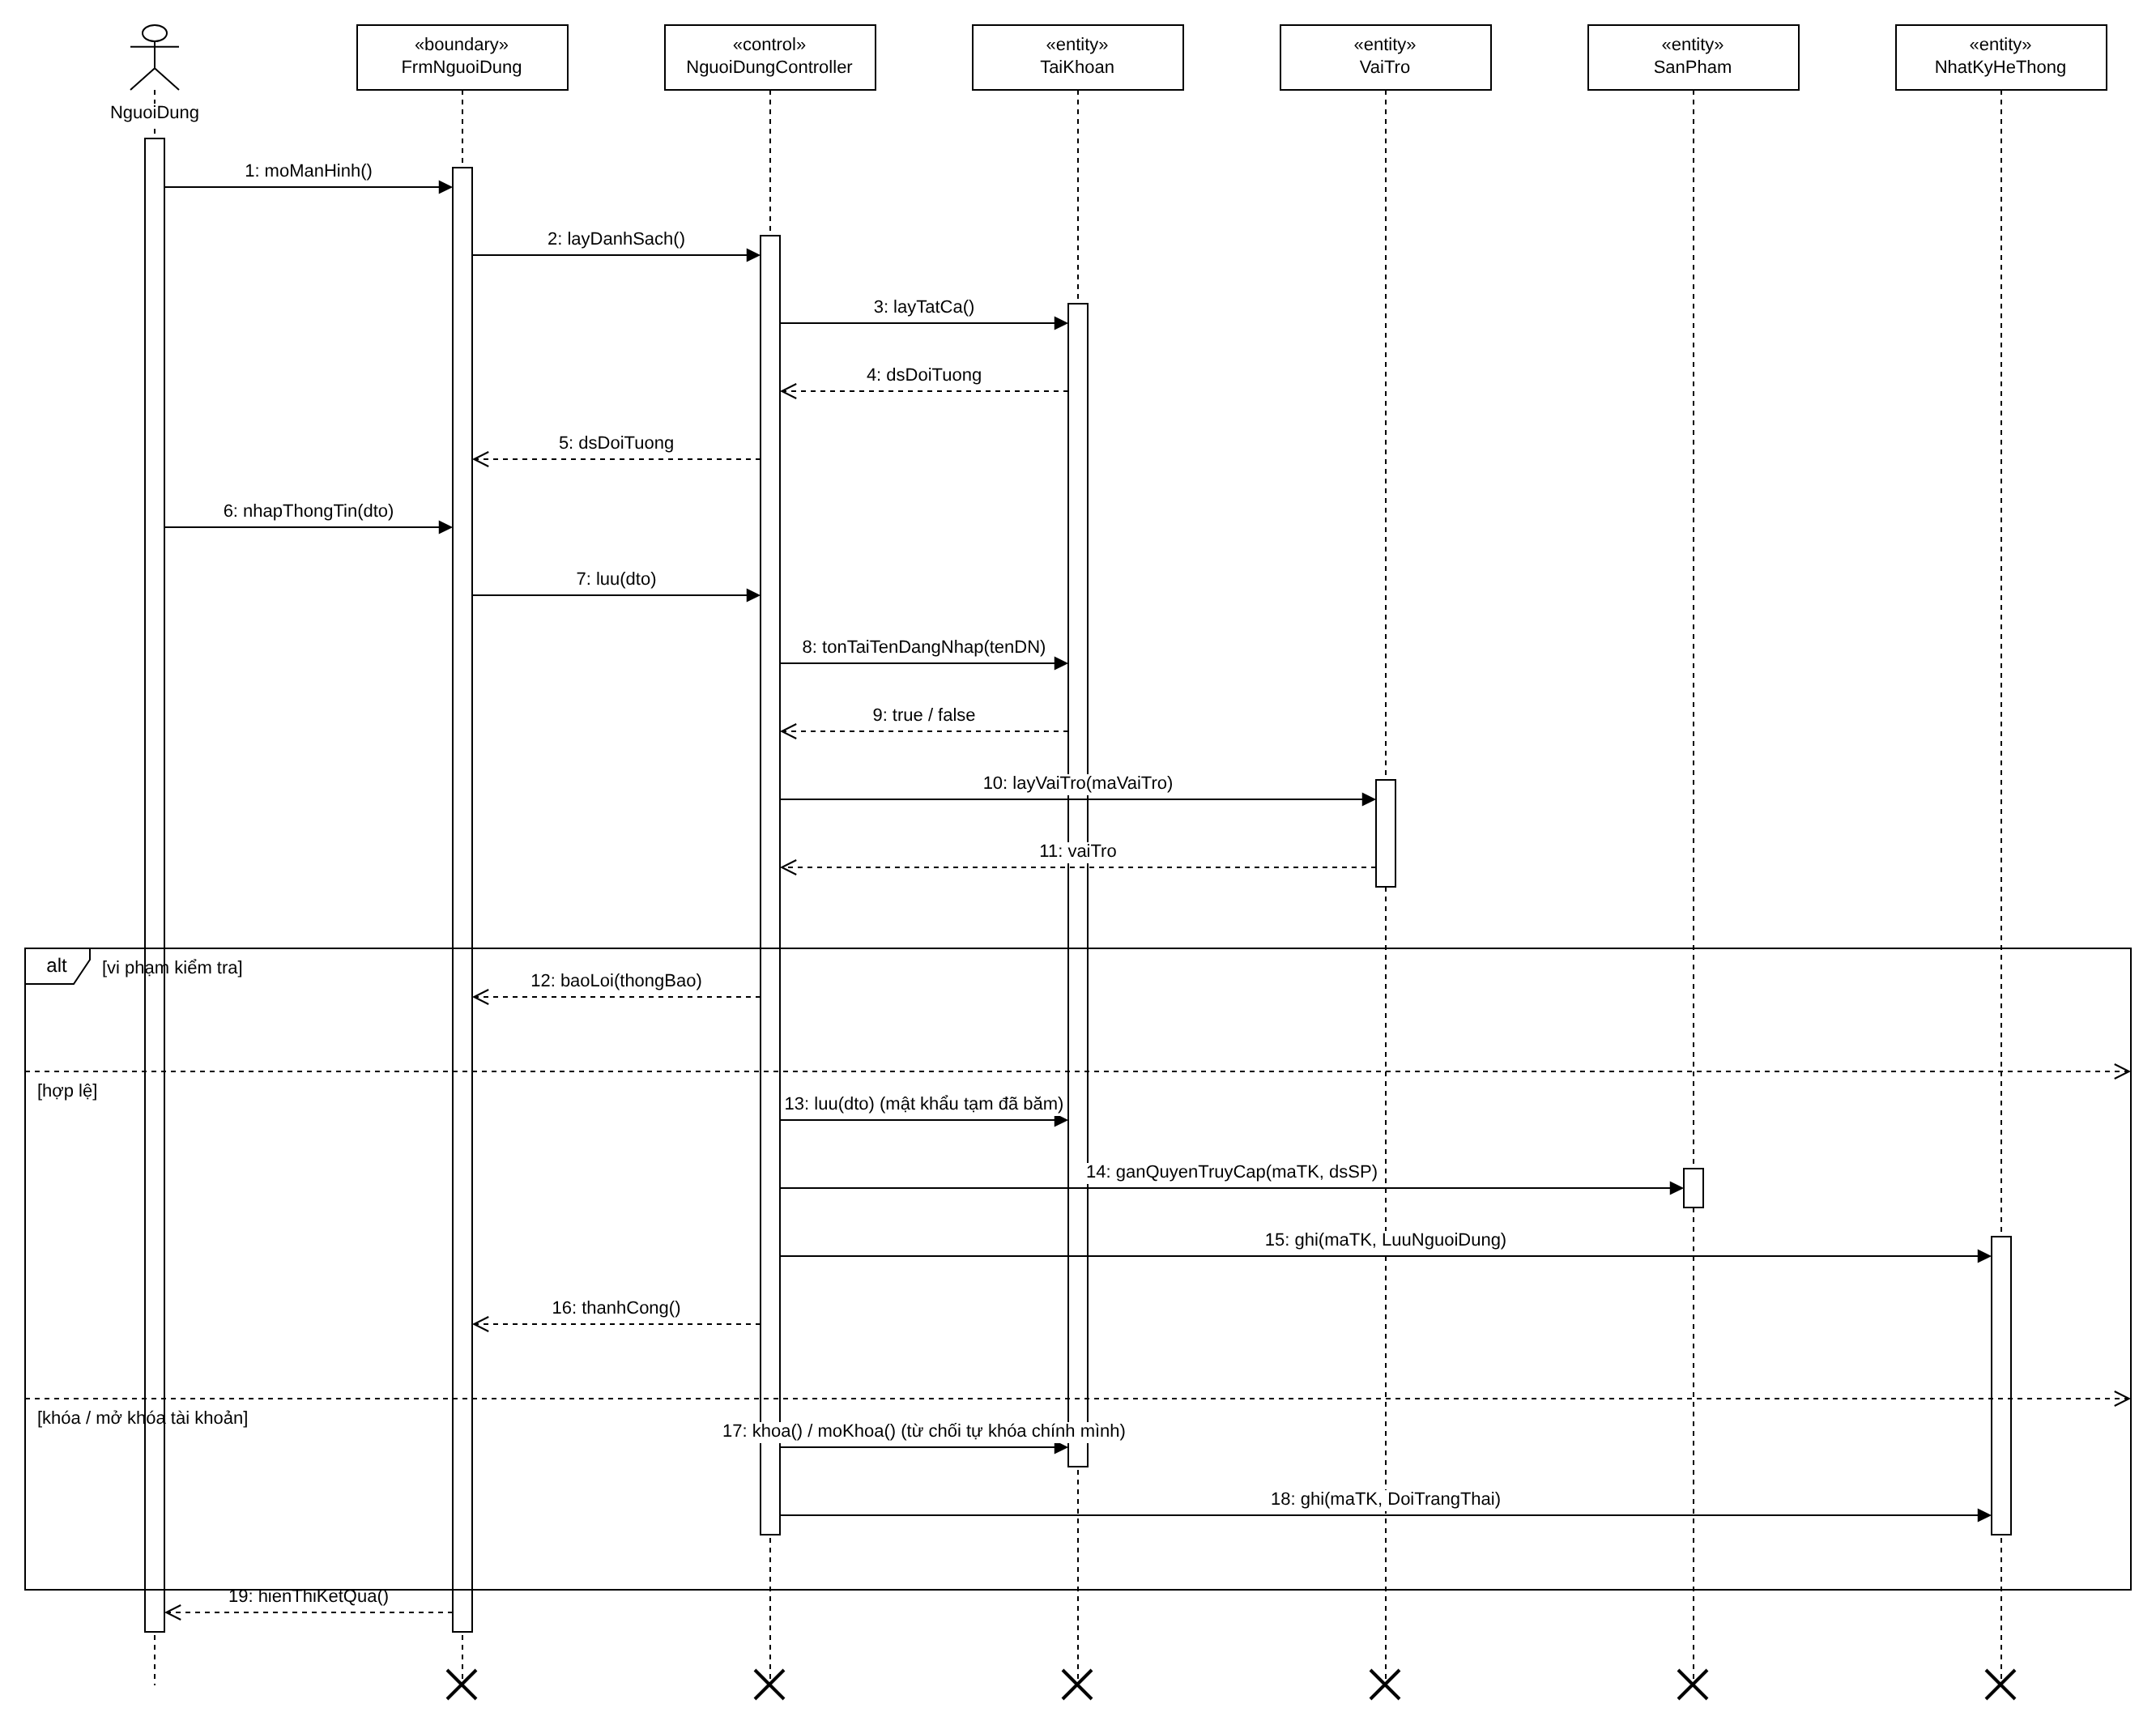 «boundary»
FrmNguoiDung
«control»
NguoiDungController
«entity»
TaiKhoan
«entity»
VaiTro
«entity»
SanPham
«entity»
NhatKyHeThong
NguoiDung
1: moManHinh()
2: layDanhSach()
3: layTatCa()
4: dsDoiTuong
5: dsDoiTuong
6: nhapThongTin(dto)
7: luu(dto)
8: tonTaiTenDangNhap(tenDN)
9: true / false
10: layVaiTro(maVaiTro)
11: vaiTro
alt [vi phạm kiểm tra]
12: baoLoi(thongBao)
[hợp lệ]
13: luu(dto) (mật khẩu tạm đã băm)
14: ganQuyenTruyCap(maTK, dsSP)
15: ghi(maTK, LuuNguoiDung)
16: thanhCong()
[khóa / mở khóa tài khoản]
17: khoa() / moKhoa() (từ chối tự khóa chính mình)
18: ghi(maTK, DoiTrangThai)
19: hienThiKetQua()